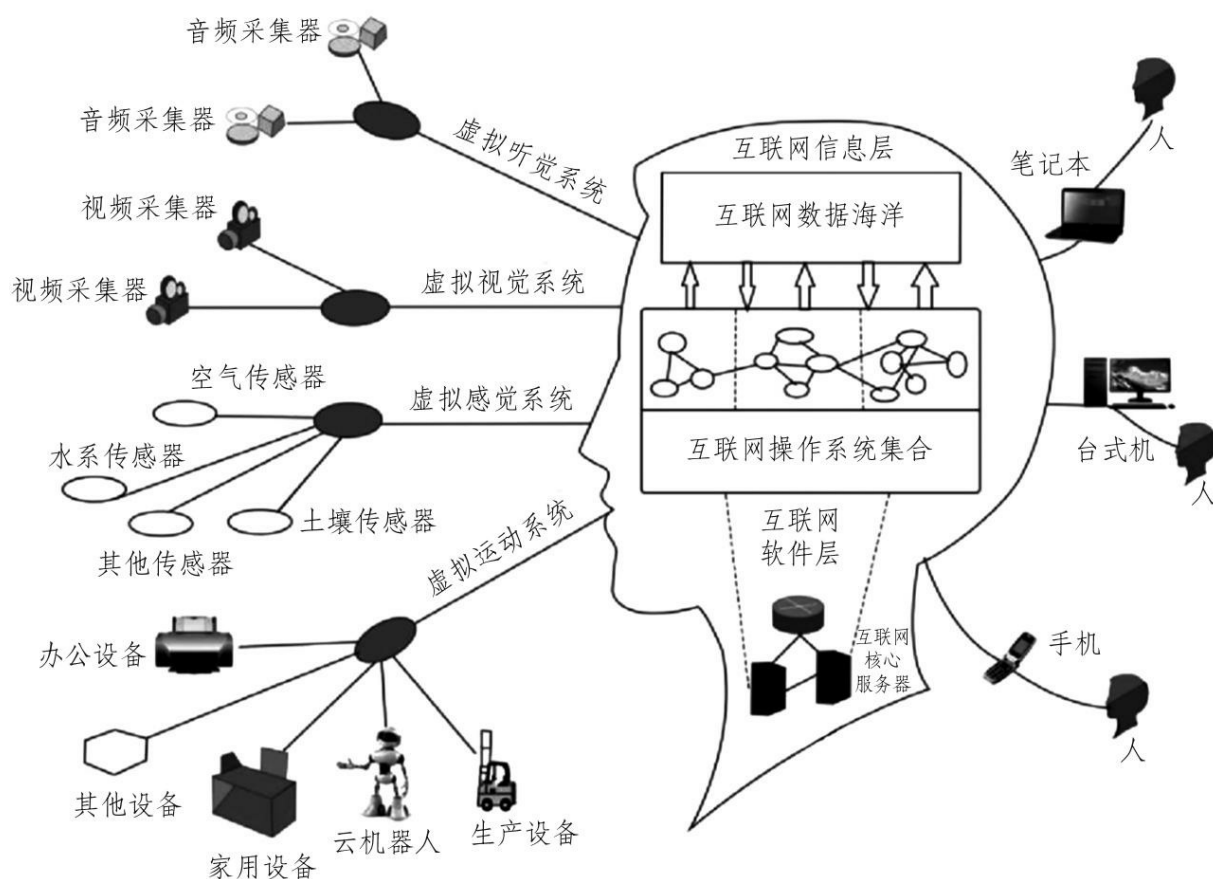 音频采集器
音频采集器
虚拟听觉系统
视频采集器
视频采集器
虚拟视觉系统
空气传感器
虚拟感觉系统
水系传感器
土壤传感器
其他传感器
虚拟运动系统
办公设备
其他设备
家用设备
云机器人
生产设备
互联网信息层
互联网数据海洋
互联网操作系统集合
互联网
软件层
互联网
核心
服务器
人
笔记本
台式机
人
手机
人